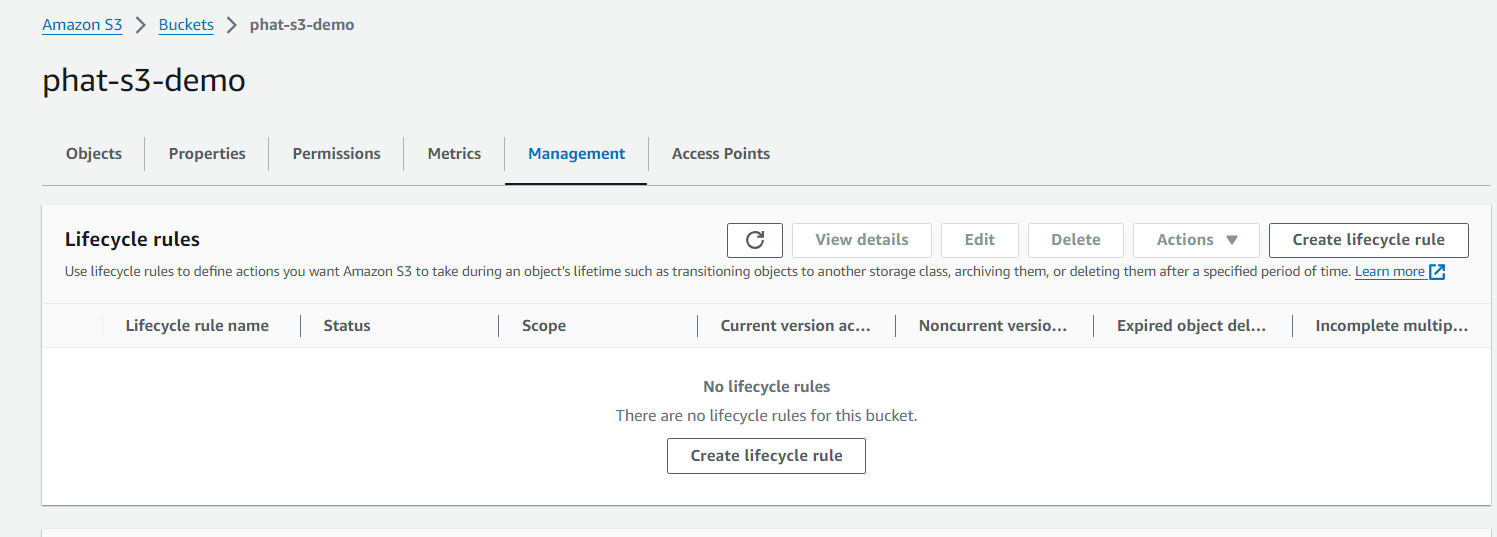 Amazon S3 > Buckets > phat-s3-demo
phat-s3-demo
Objects Properties Permissions Metrics Management Access Points
Lifecycle rules View details Edit Delete Actions Create lifecycle rule
Use lifecycle rules to define actions you want Amazon S3 to take during an object's lifetime such as transitioning objects to another storage class, archiving them, or deleting them after a specified period of time. Learn more
Lifecycle rule name Status Scope Current version ac... Noncurrent versio... Expired object del... Incomplete multip...
No lifecycle rules
There are no lifecycle rules for this bucket.
Create lifecycle rule